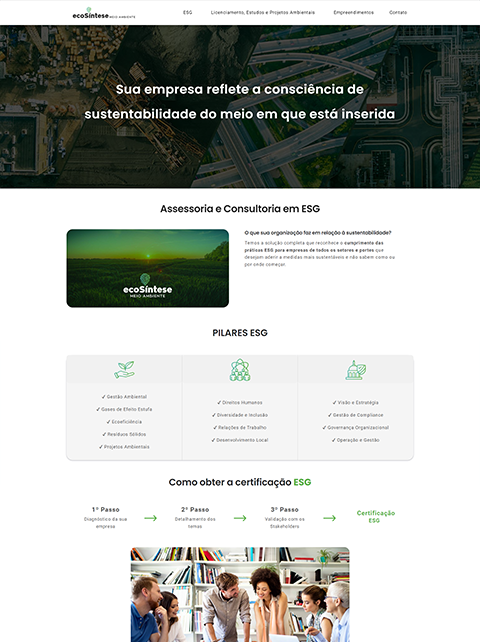 ecoSíntese MEIO AMBIENTE
ESG Licenciamento, Estudos e Projetos Ambientais Empreendimentos Contato
Sua empresa reflete a consciência de
sustentabilidade do meio em que está inserida
Assessoria e Consultoria em ESG
ecoSíntese
MEIO AMBIENTE
O que sua organização faz em relação à sustentabilidade?
Temos a solução completa que reconhece o cumprimento das
práticas ESG para empresas de todos os setores e portes que
desejam aderir a medidas mais sustentáveis e não sabem como ou
por onde começar.
PILARES ESG
✓ Gestão Ambiental
✓ Gases de Efeito Estufa
✓ Ecoeficiência
✓ Resíduos Sólidos
✓ Projetos Ambientais
✓ Direitos Humanos
✓ Diversidade e Inclusão
✓ Relações de Trabalho
✓ Desenvolvimento Local
✓ Visão e Estratégia
✓ Gestão de Compliance
✓ Governança Organizacional
✓ Operação e Gestão
Como obter a certificação ESG
1º Passo
Diagnóstico da sua
empresa
2º Passo
Detalhamento dos
temas
3º Passo
Validação com os
Stakeholders
Certificação
ESG